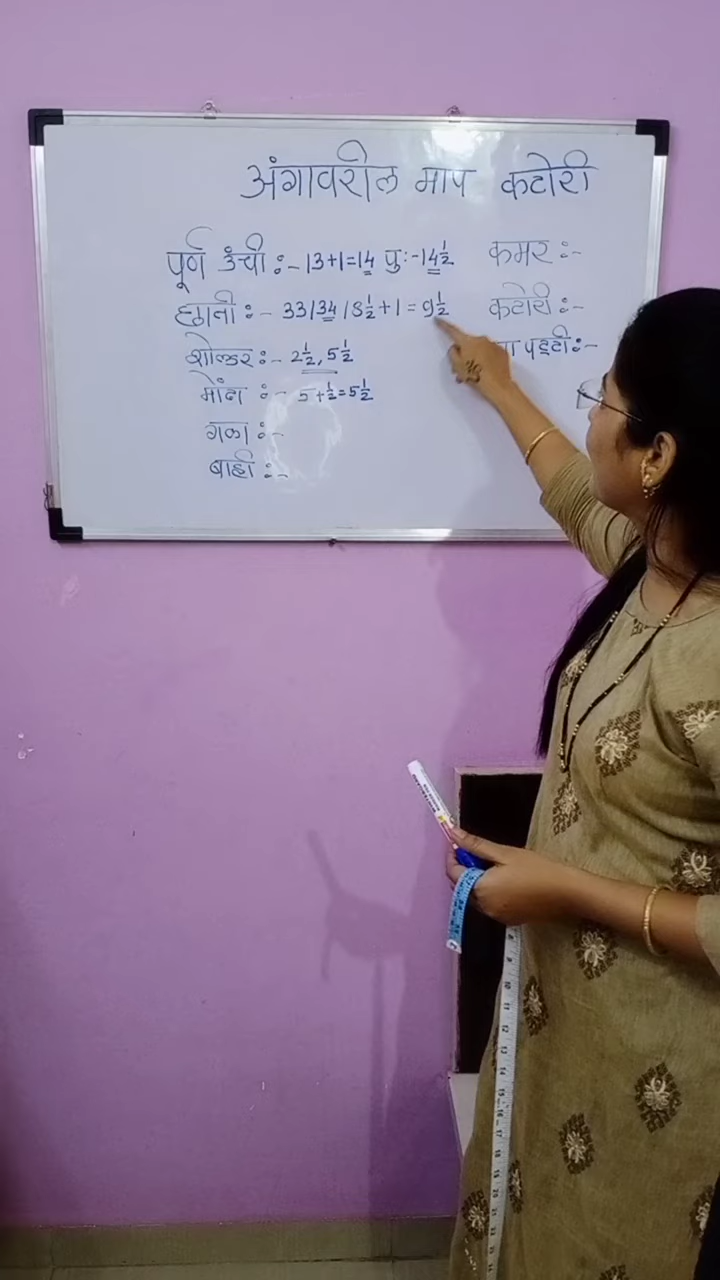 अंगावरील माप कटोरी
पूर्ण उंची :- 13+1=14 पु:-14½
छाती :- 33/34/8½+1=9½
शोल्डर :- 2½, 5½
मोंढा :- 5+½=5½
गळा :-
बाही :-
कमर :-
कटोरी :-
पट्टी :-